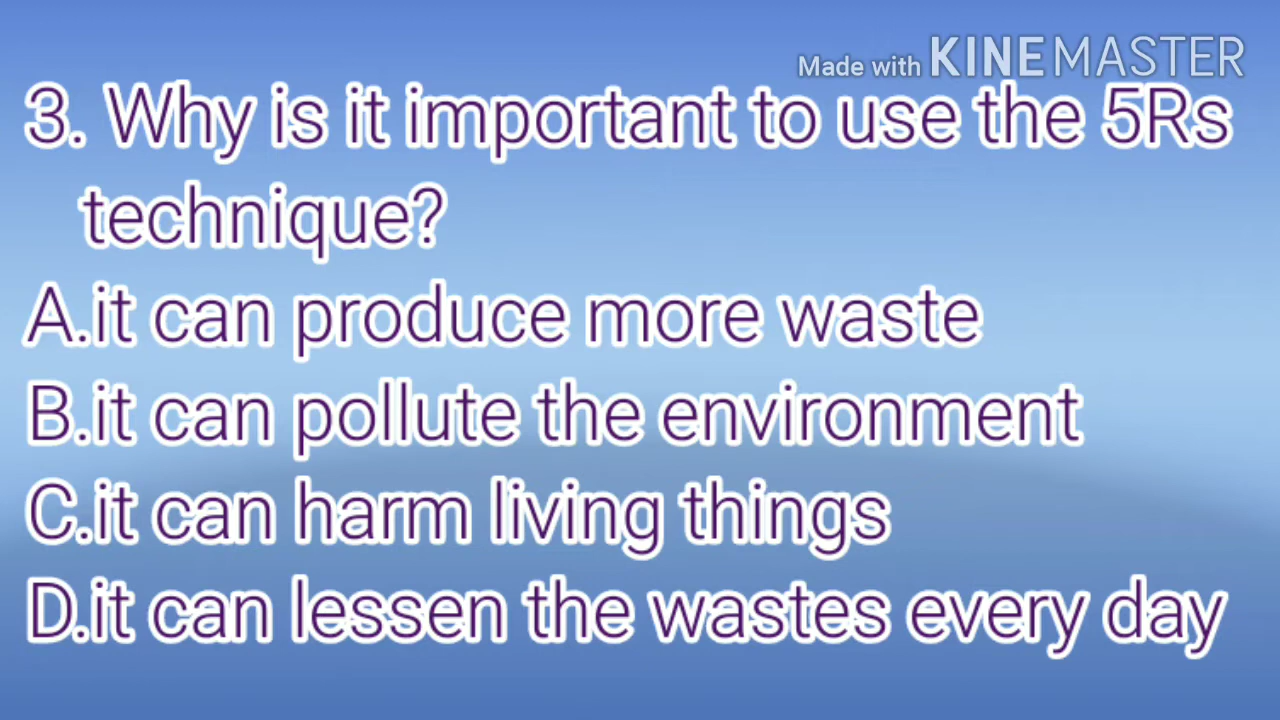 Made with KINEMASTER
3. Why is it important to use the 5Rs
technique?
A.it can produce more waste
B.it can pollute the environment
C.it can harm living things
D.it can lessen the wastes every day